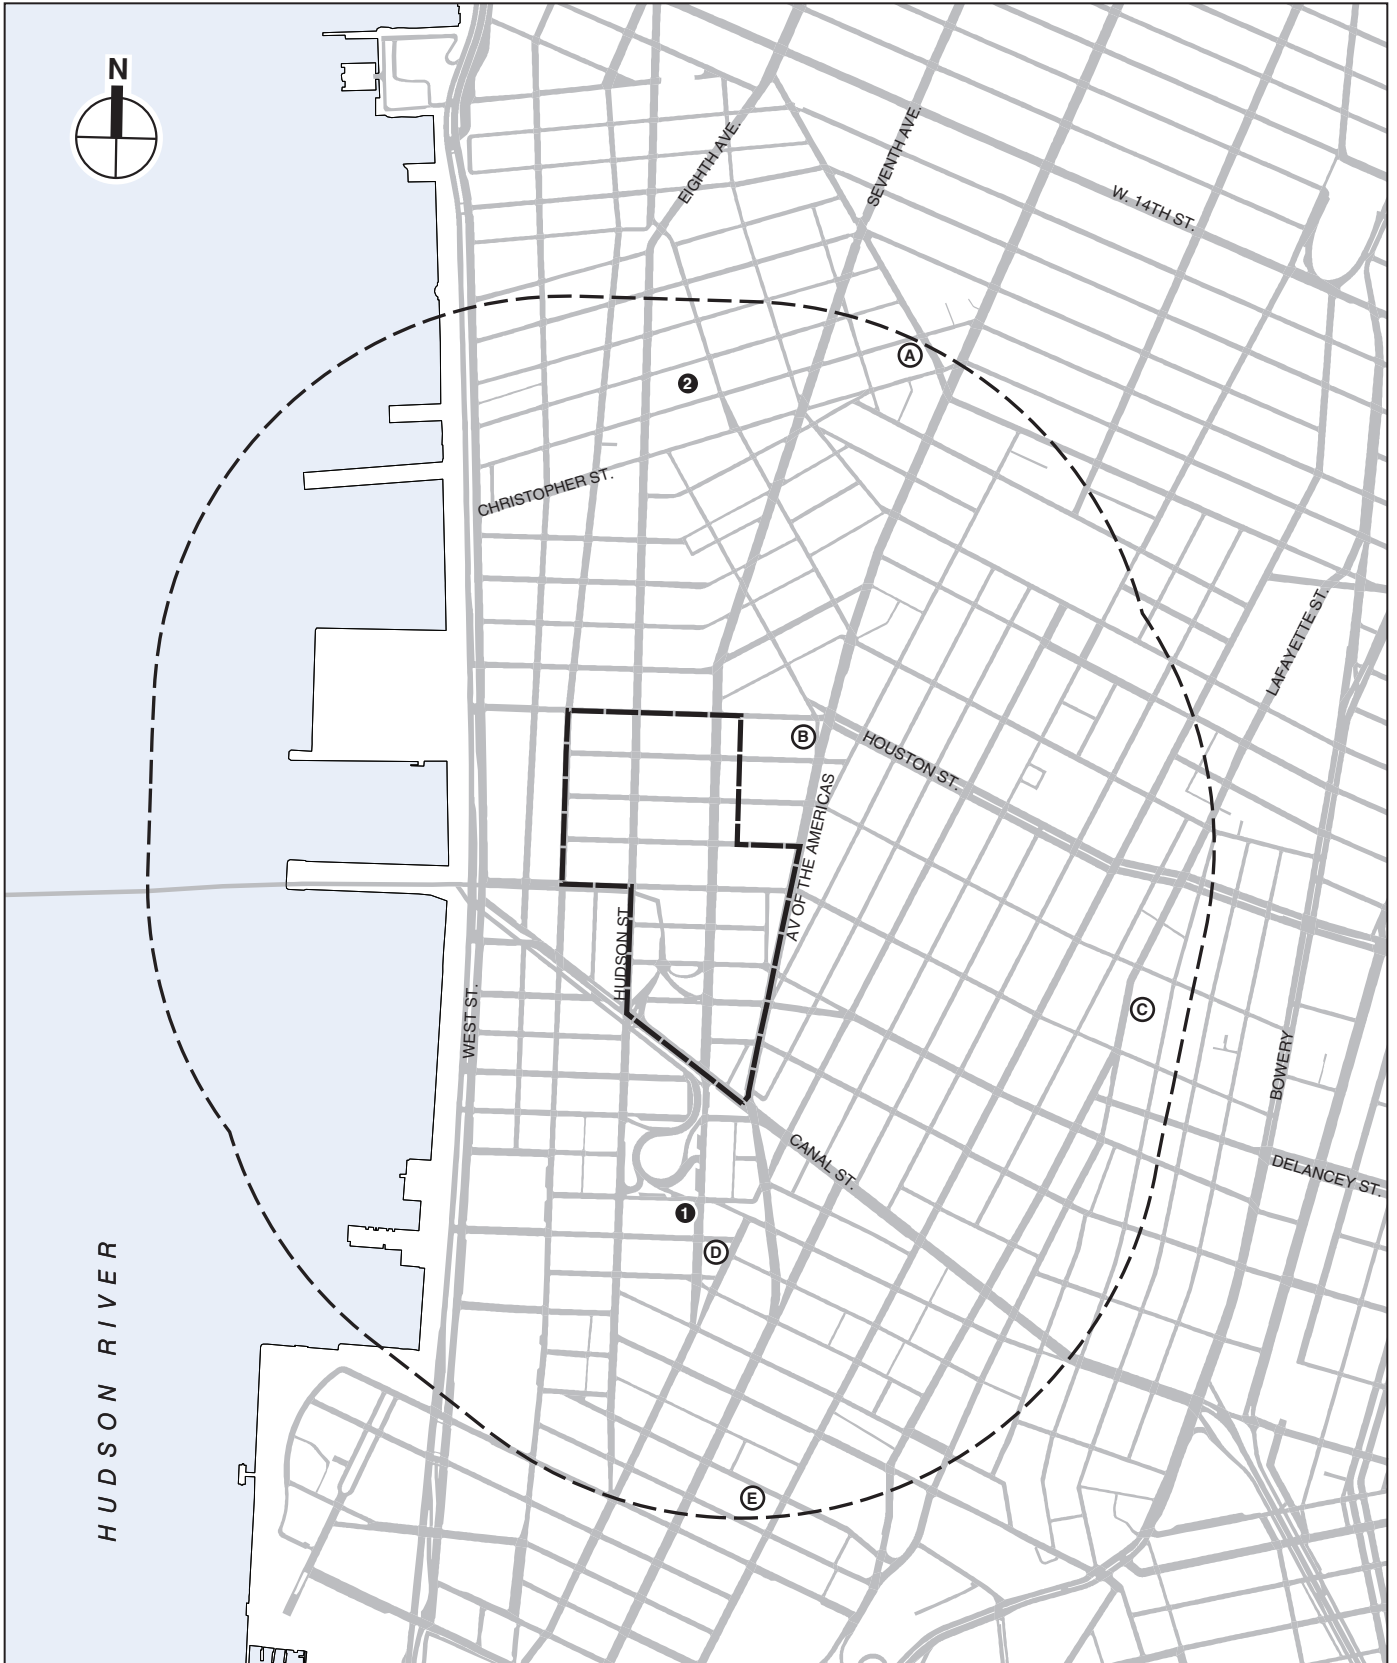 N
EIGHTH AVE.
SEVENTH AVE.
W. 14TH ST.
A
2
CHRISTOPHER ST.
LAFAYETTE ST.
B
HOUSTON ST.
AV OF THE AMERICAS
HUDSON ST
WEST ST.
C
BOWERY
CANAL ST.
DELANCEY ST.
1
D
HUDSON RIVER
E